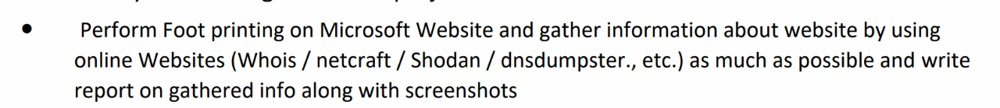 • Perform Foot printing on Microsoft Website and gather information about website by using
online Websites (Whois / netcraft / Shodan / dnsdumpster., etc.) as much as possible and write
report on gathered info along with screenshots